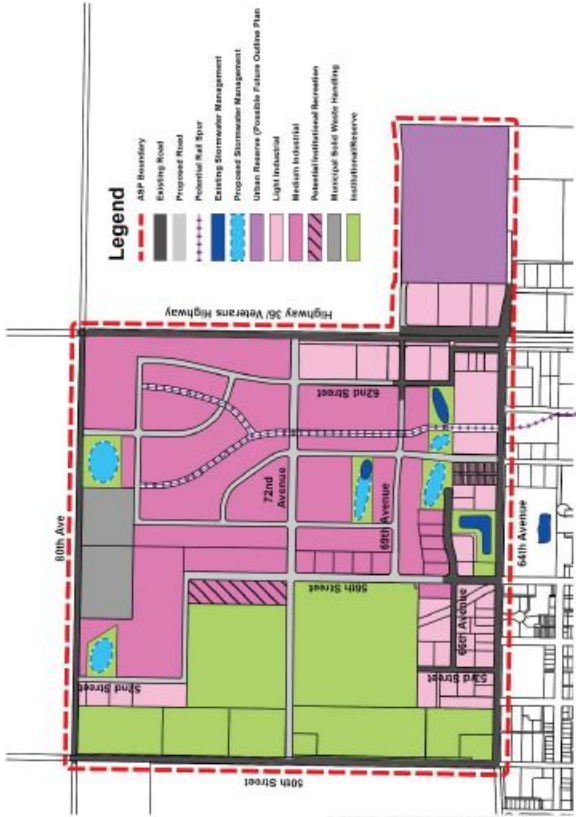 Legend
ASP Boundary
Existing Road
Proposed Road
Potential Rail Spur
Existing Stormwater Management
Proposed Stormwater Management
Urban Reserve (Possible Future Outline Plan
Light Industrial
Medium Industrial
Potential Institutional Recreation
Municipal Solid Waste Handling
Institutional/Reserve
80th Ave
Highway 36/ Veterans Highway
62nd Street
72nd
Avenue
69th Avenue
56th Street
52nd Street
66th Avenue
53rd Street
64th Avenue
50th Street